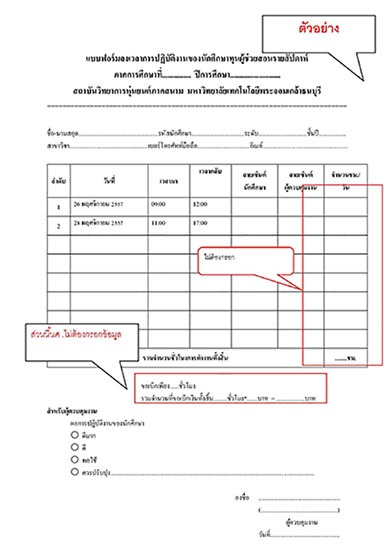 ตัวอย่าง
แบบฟอร์มลงเวลาการปฏิบัติงานของนักศึกษาทุนผู้ช่วยสอนรายสัปดาห์
ภาคการศึกษาที่............... ปีการศึกษา.........................
สถาบันวิทยาการหุ่นยนต์ภาคสนาม มหาวิทยาลัยเทคโนโลยีพระจอมเกล้าธนบุรี
ชื่อ-นามสกุล.......................................รหัสนักศึกษา...........................ระดับ....................ชั้นปี............
สาขาวิชา..............................เบอร์โทรศัพท์มือถือ.............................อีเมล์...............................
ลำดับ วันที่ เวลามา เวลากลับ ลายเซ็นต์นักศึกษา ลายเซ็นต์ผู้ควบคุมงาน จำนวนชม./วัน
1 26 พฤศจิกายน 2557 09:00 12:00
2 28 พฤศจิกายน 2557 11:00 17:00
ไม่ต้องกรอก
ส่วนนี้นศ.ไม่ต้องกรอกข้อมูล
รวมจำนวนชั่วโมงการทำงานทั้งสิ้น ........ชม.
ขอเบิกเพียง.....ชั่วโมง
รวมจำนวนที่ขอเบิกเงินทั้งสิ้น........ชั่วโมง*......บาท = ...............บาท
สำหรับผู้ควบคุมงาน
ผลการปฏิบัติงานของนักศึกษา
ดีมาก
ดี
พอใช้
ควรปรับปรุง..................................................
ลงชื่อ ..............................
(..............................)
ผู้ควบคุมงาน
วันที่..............................